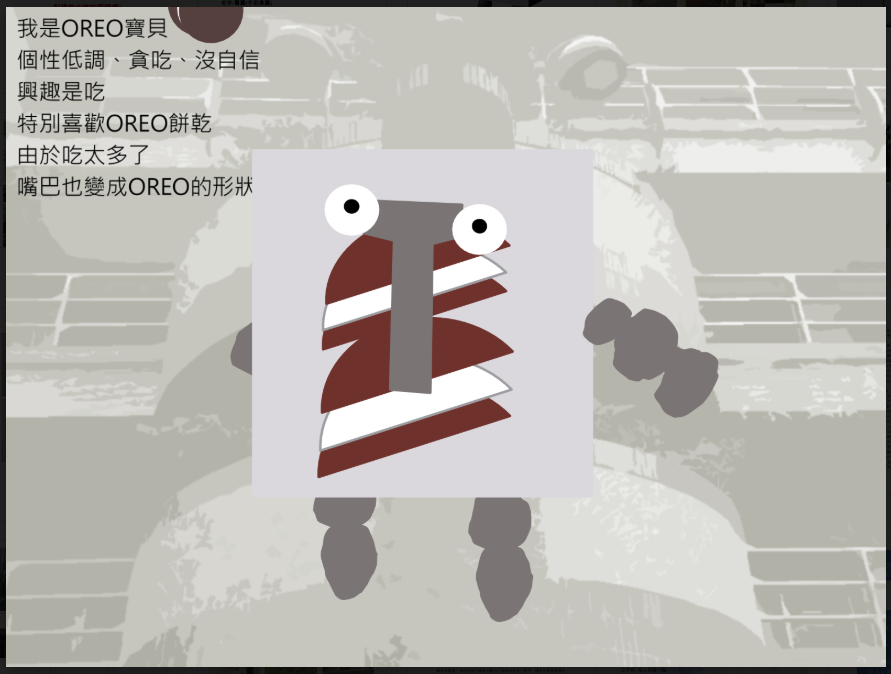 我是OREO寶貝
個性低調、貪吃、沒自信
興趣是吃
特別喜歡OREO餅乾
由於吃太多了
嘴巴也變成OREO的形狀